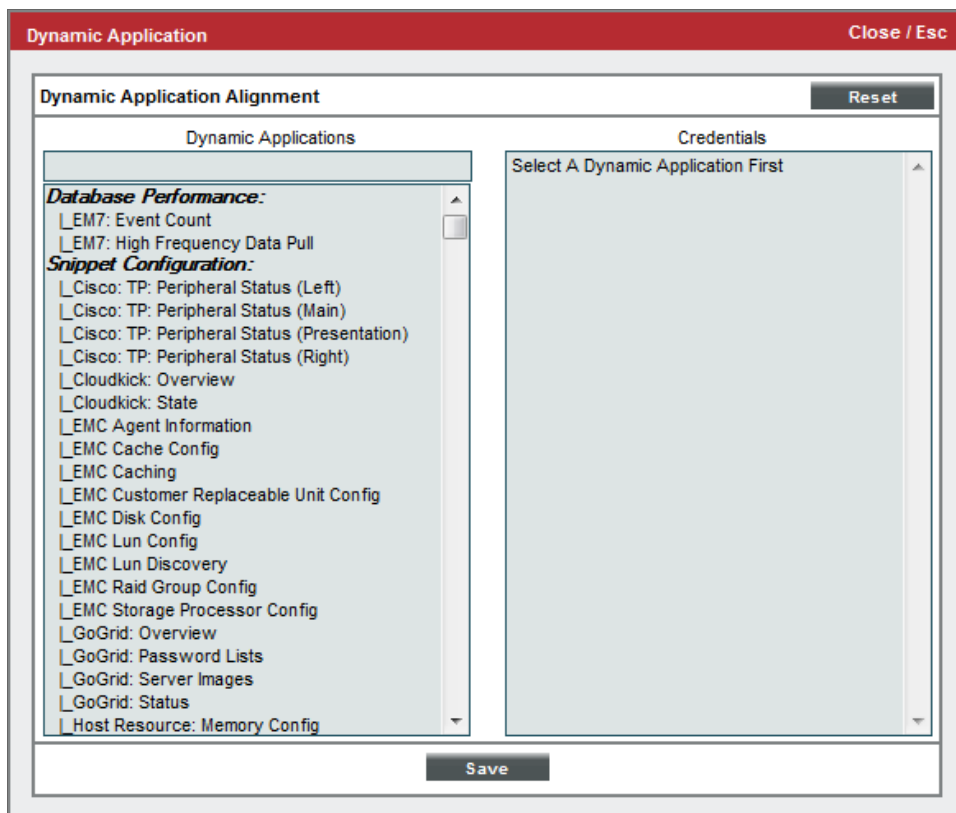 Dynamic Application
Close / Esc
Dynamic Application Alignment
Reset
Dynamic Applications
Credentials
Select A Dynamic Application First
Database Performance:
|_EM7: Event Count
|_EM7: High Frequency Data Pull
Snippet Configuration:
|_Cisco: TP: Peripheral Status (Left)
|_Cisco: TP: Peripheral Status (Main)
|_Cisco: TP: Peripheral Status (Presentation)
|_Cisco: TP: Peripheral Status (Right)
|_Cloudkick: Overview
|_Cloudkick: State
|_EMC Agent Information
|_EMC Cache Config
|_EMC Caching
|_EMC Customer Replaceable Unit Config
|_EMC Disk Config
|_EMC Lun Config
|_EMC Lun Discovery
|_EMC Raid Group Config
|_EMC Storage Processor Config
|_GoGrid: Overview
|_GoGrid: Password Lists
|_GoGrid: Server Images
|_GoGrid: Status
|_Host Resource: Memory Config
Save